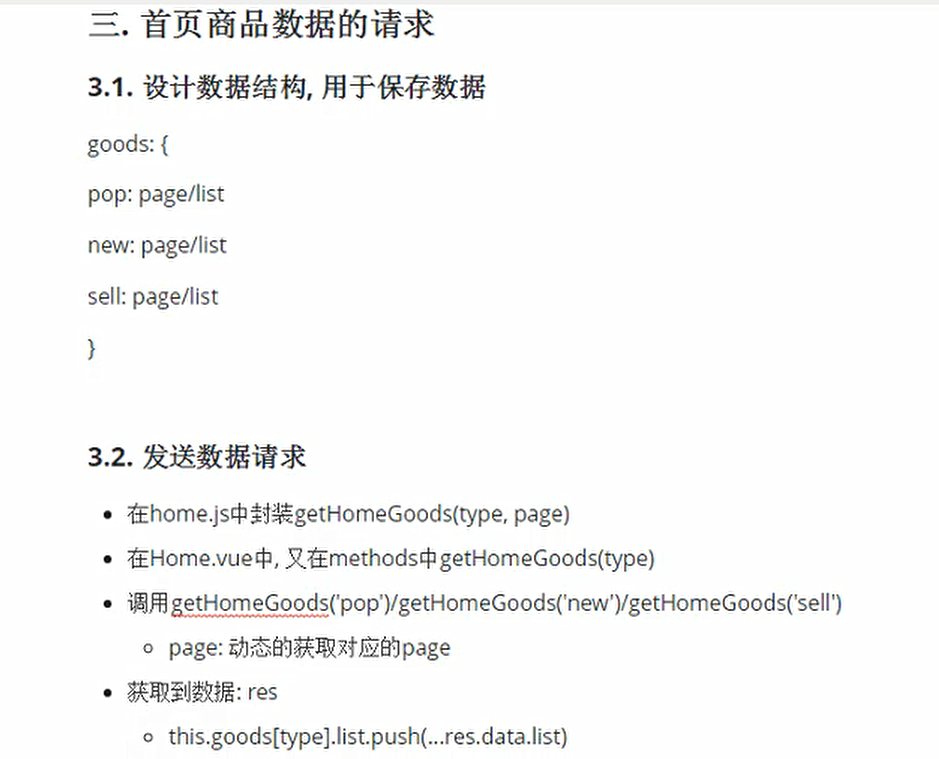 三. 首页商品数据的请求
3.1. 设计数据结构, 用于保存数据
goods: {
pop: page/list
new: page/list
sell: page/list
}
3.2. 发送数据请求
• 在home.js中封装getHomeGoods(type, page)
• 在Home.vue中, 又在methods中getHomeGoods(type)
• 调用getHomeGoods('pop')/getHomeGoods('new')/getHomeGoods('sell')
◦ page: 动态的获取对应的page
• 获取到数据: res
◦ this.goods[type].list.push(...res.data.list)